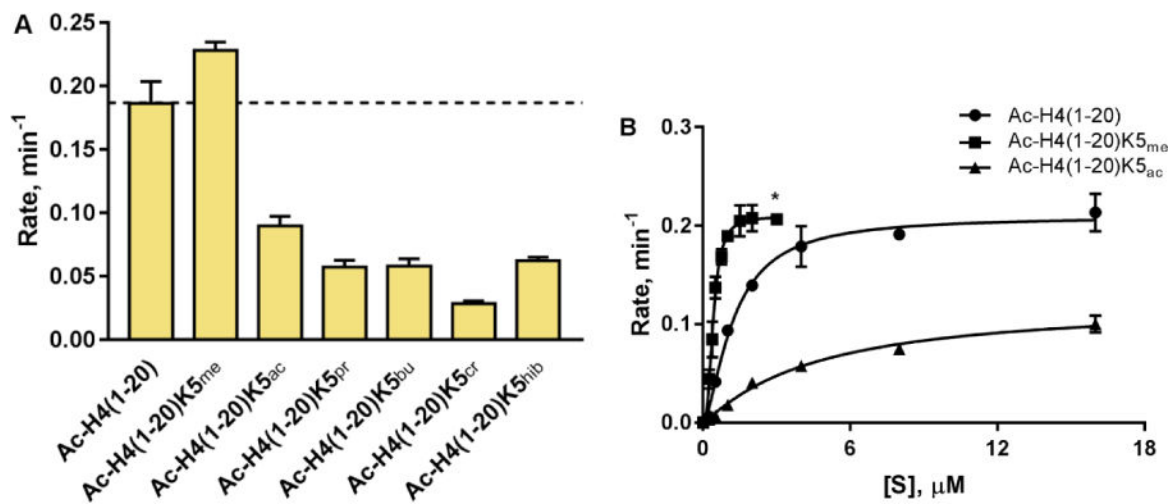 A
Rate, min-1
0.25
0.20
0.15
0.10
0.05
0.00
Ac-H4(1-20)
Ac-H4(1-20)K5me
Ac-H4(1-20)K5ac
Ac-H4(1-20)K5pr
Ac-H4(1-20)K5bu
Ac-H4(1-20)K5cr
Ac-H4(1-20)K5hib
B
Rate, min-1
0.3
0.2
0.1
0.0
0 6 12 18
[S], μM
Ac-H4(1-20)
Ac-H4(1-20)K5me
Ac-H4(1-20)K5ac
*